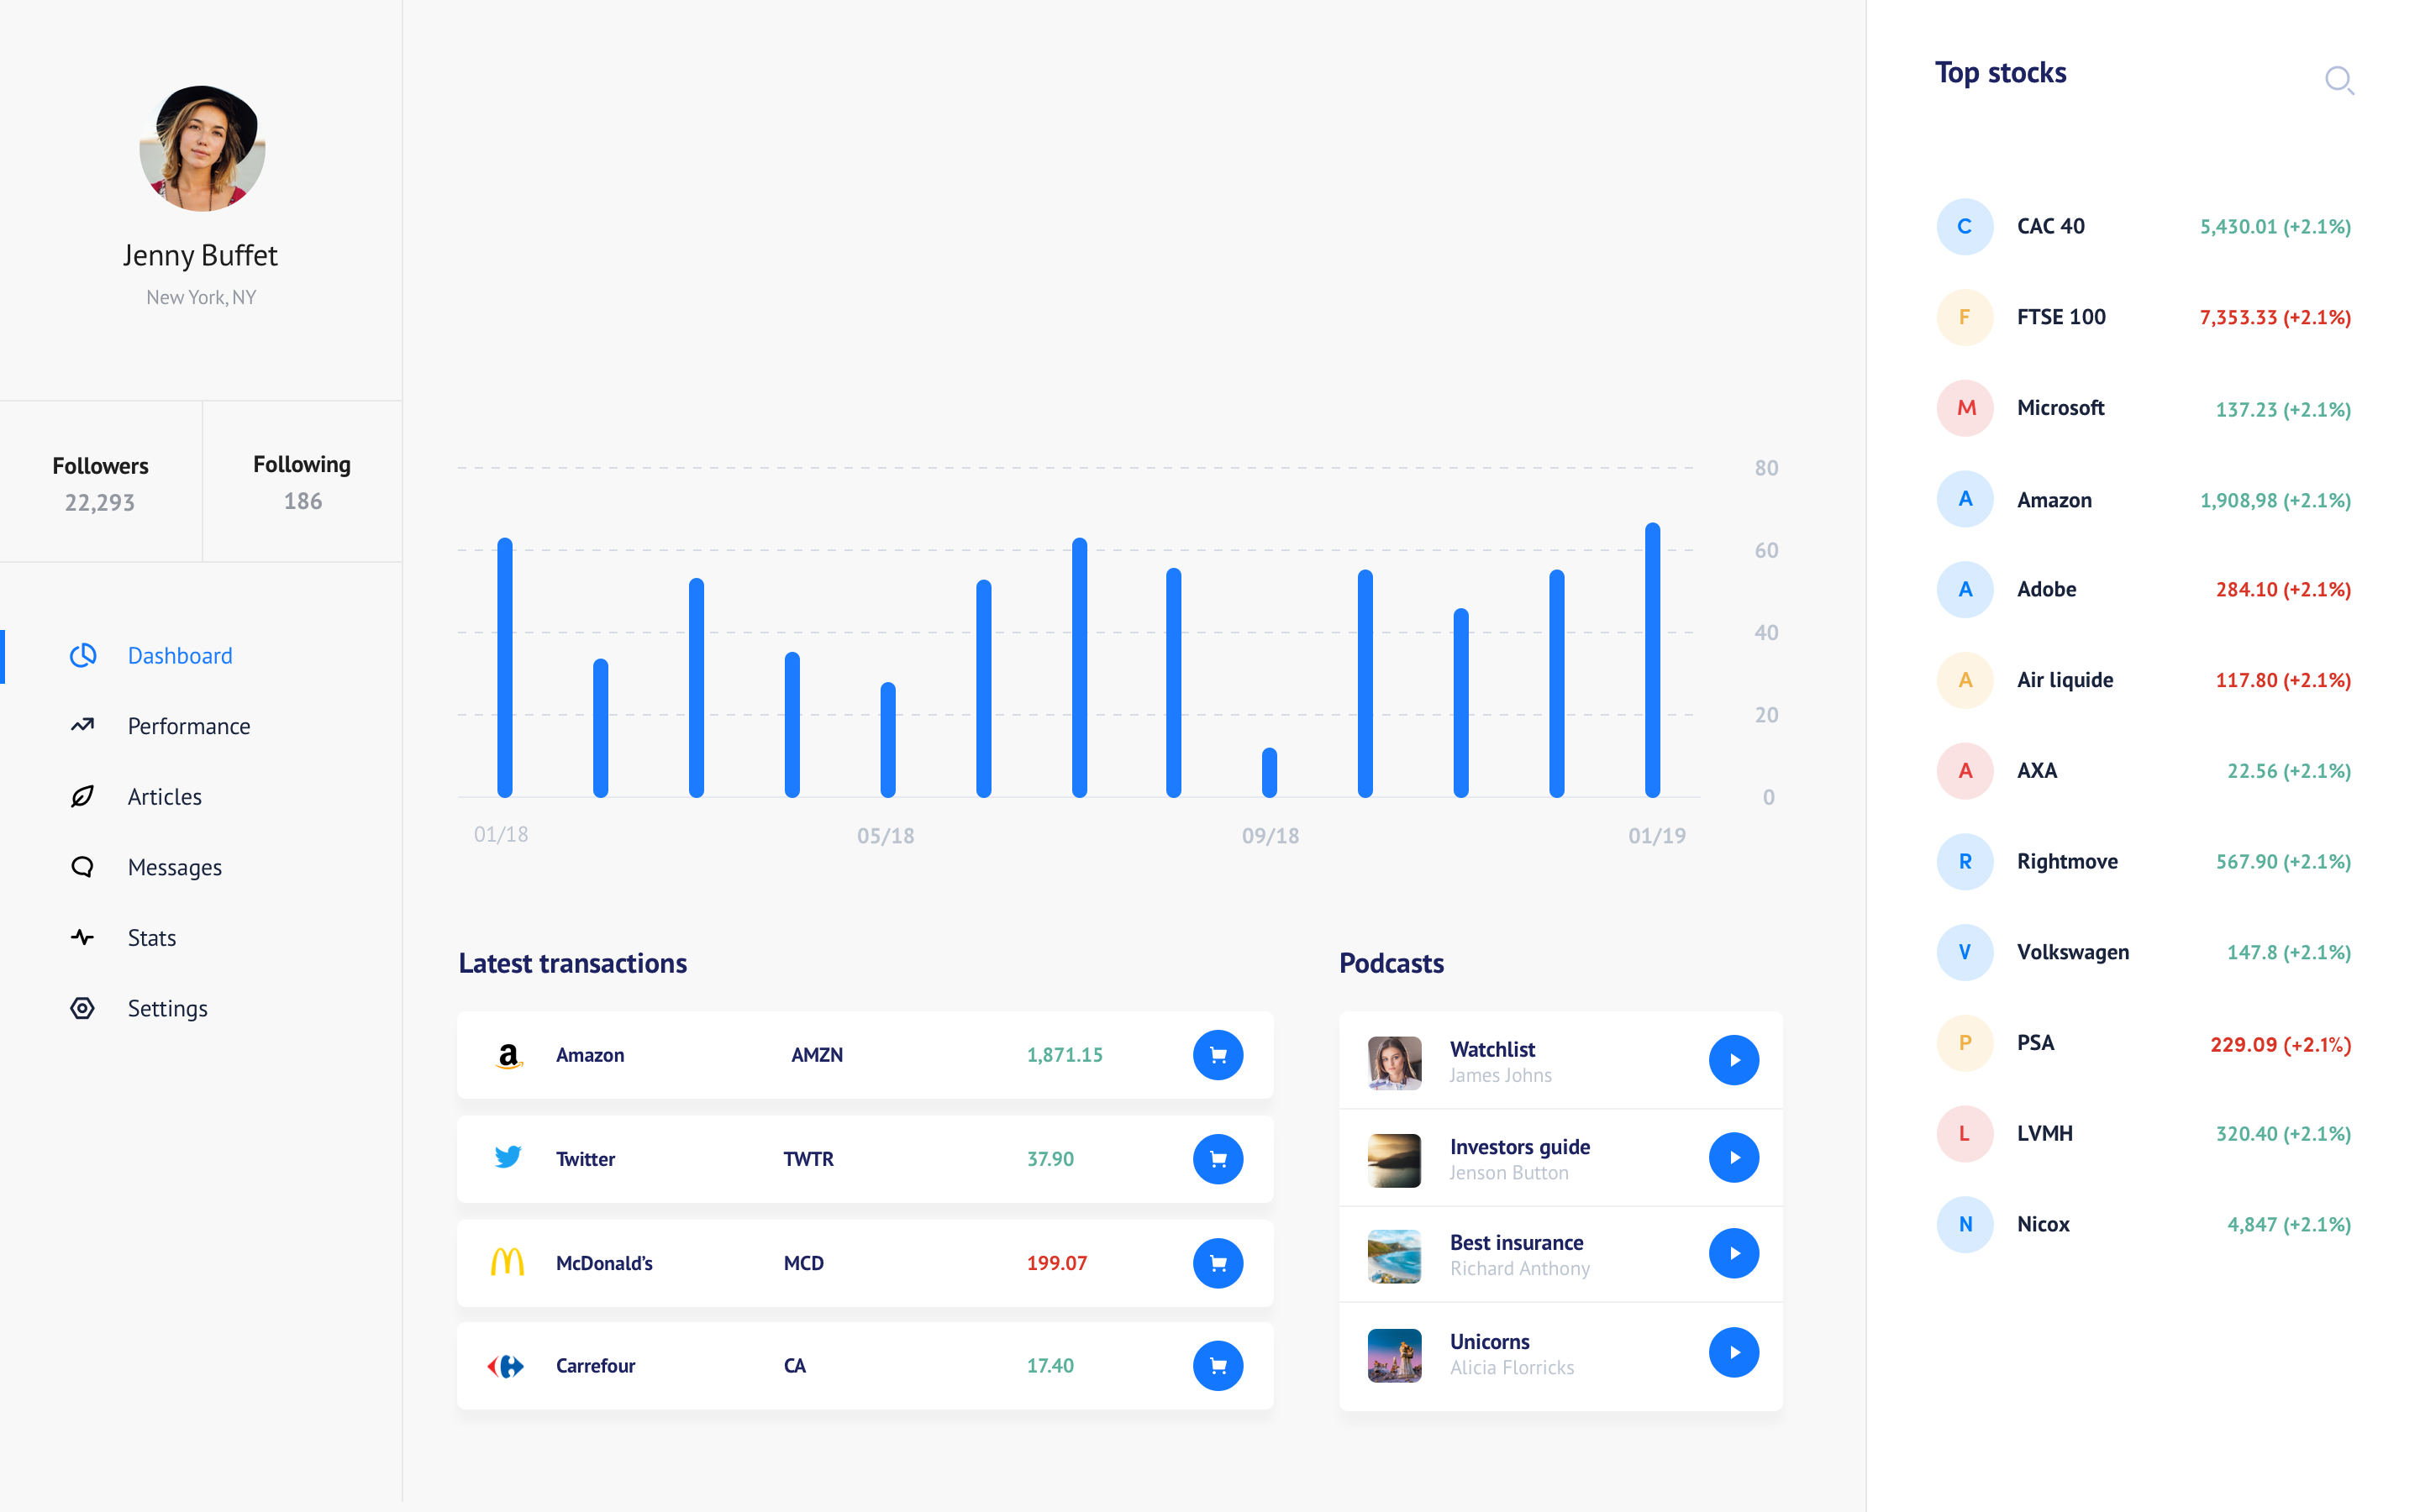 Jenny Buffet
New York, NY
Followers
22,293
Following
186
Dashboard
Performance
Articles
Messages
Stats
Settings
80
60
40
20
0
01/18 05/18 09/18 01/19
Latest transactions
a Amazon AMZN 1,871.15
Twitter TWTR 37.90
McDonald’s MCD 199.07
Carrefour CA 17.40
Podcasts
Watchlist
James Johns
Investors guide
Jenson Button
Best insurance
Richard Anthony
Unicorns
Alicia Florricks
Top stocks
C CAC 40 5,430.01 (+2.1%)
F FTSE 100 7,353.33 (+2.1%)
M Microsoft 137.23 (+2.1%)
A Amazon 1,908,98 (+2.1%)
A Adobe 284.10 (+2.1%)
A Air liquide 117.80 (+2.1%)
A AXA 22.56 (+2.1%)
R Rightmove 567.90 (+2.1%)
V Volkswagen 147.8 (+2.1%)
P PSA 229.09 (+2.1%)
L LVMH 320.40 (+2.1%)
N Nicox 4,847 (+2.1%)